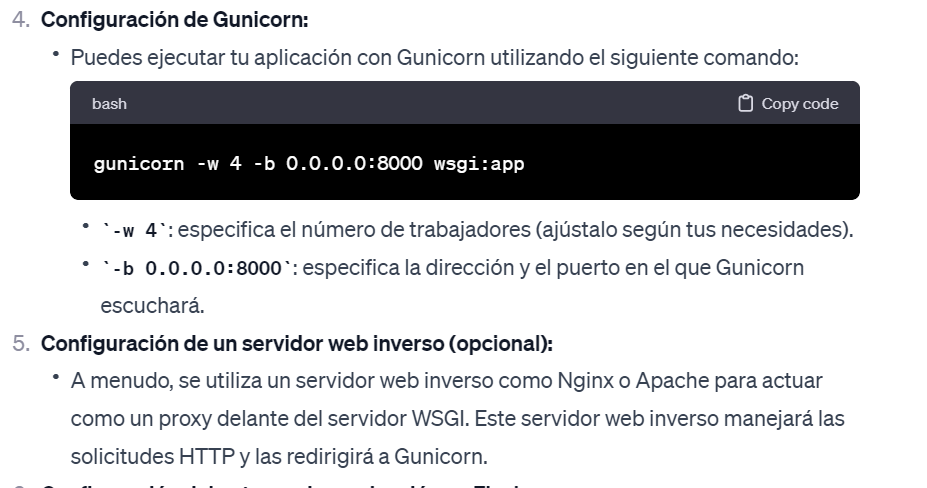 4. Configuración de Gunicorn:
• Puedes ejecutar tu aplicación con Gunicorn utilizando el siguiente comando:
bash Copy code
gunicorn -w 4 -b 0.0.0.0:8000 wsgi:app
• `-w 4`: especifica el número de trabajadores (ajústalo según tus necesidades).
• `-b 0.0.0.0:8000`: especifica la dirección y el puerto en el que Gunicorn
escuchará.
5. Configuración de un servidor web inverso (opcional):
• A menudo, se utiliza un servidor web inverso como Nginx o Apache para actuar
como un proxy delante del servidor WSGI. Este servidor web inverso manejará las
solicitudes HTTP y las redirigirá a Gunicorn.